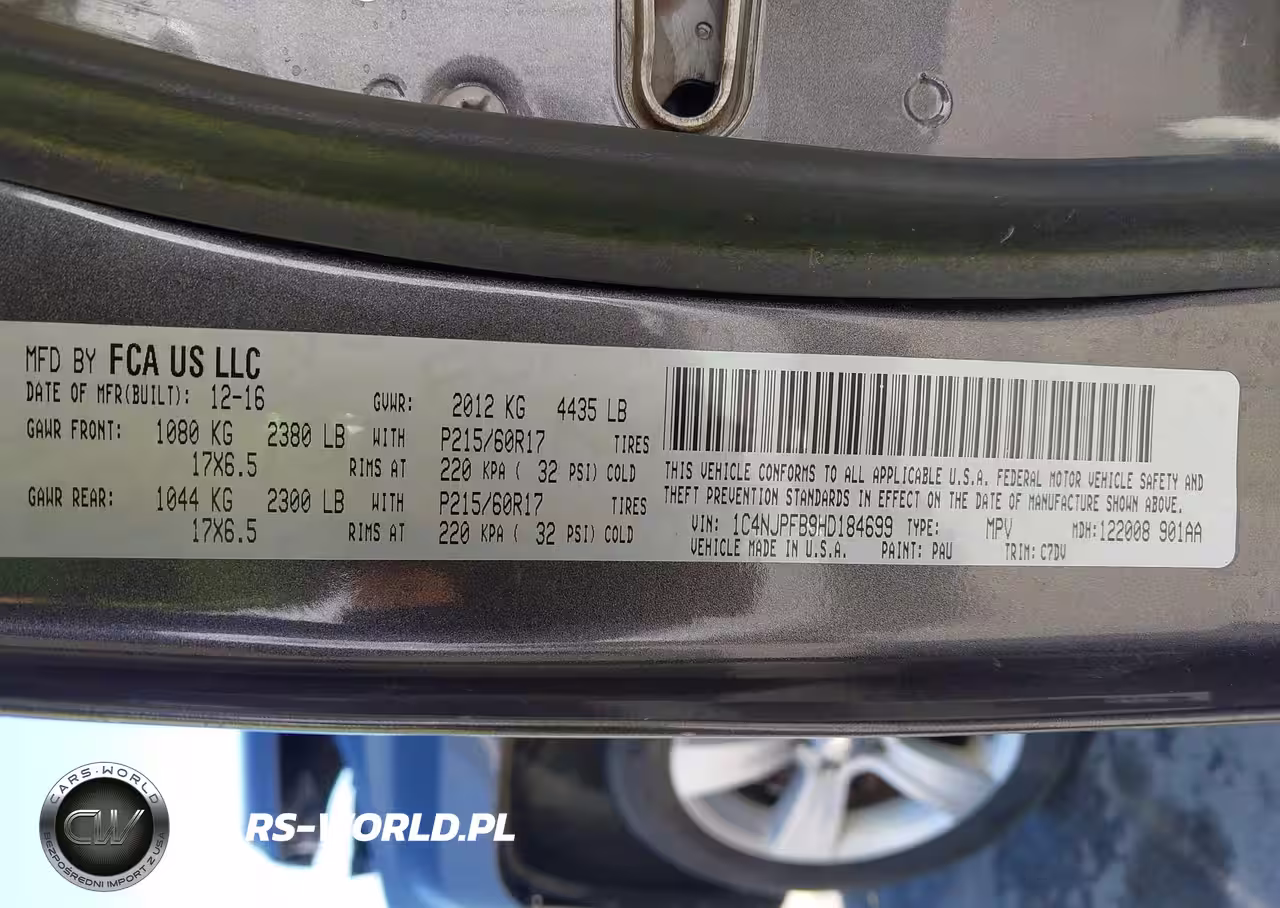 MFD BY FCA US LLC
DATE OF MFR(BUILT): 12-16 GVWR: 2012 KG 4435 LB
GAWR FRONT: 1080 KG 2380 LB WITH P215/60R17 TIRES
17X6.5 RIMS AT 220 KPA ( 32 PSI) COLD
GAWR REAR: 1044 KG 2300 LB WITH P215/60R17 TIRES
17X6.5 RIMS AT 220 KPA ( 32 PSI) COLD
THIS VEHICLE CONFORMS TO ALL APPLICABLE U.S.A. FEDERAL MOTOR VEHICLE SAFETY AND
THEFT PREVENTION STANDARDS IN EFFECT ON THE DATE OF MANUFACTURE SHOWN ABOVE.
VIN: 1C4NJPFB9HD184699 TYPE: MPV MDH:122008 901AA
VEHICLE MADE IN U.S.A. PAINT: PAU TRIM: C7DV
CARS-WORLD
CW
BEZPOŚREDNI IMPORT Z USA
RS-WORLD.PL